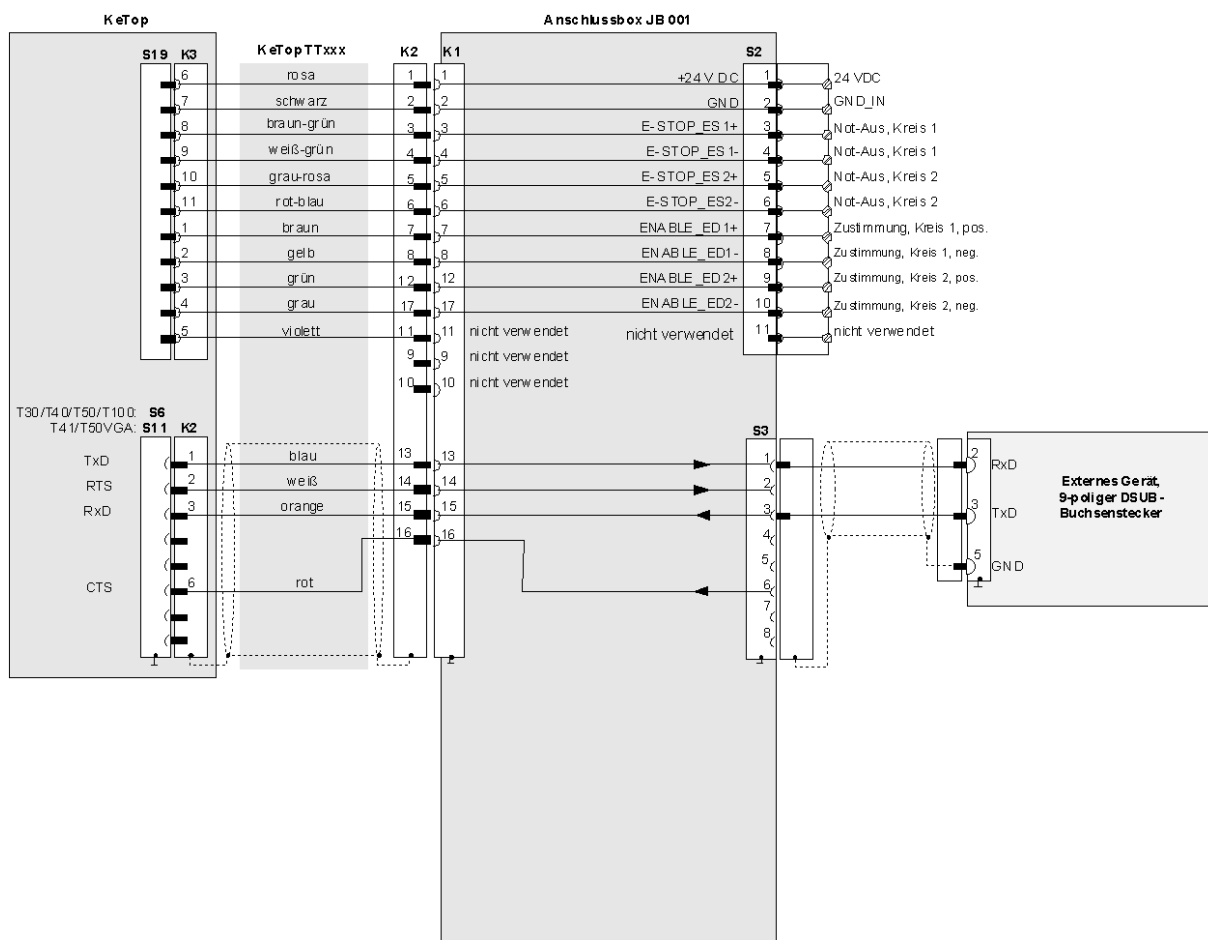 KeTop Anschlussbox JB 001
S19 K3 KeTopTTxxx K2 K1 S2
6 rosa 1 1 +24 V DC 1 24 VDC
7 schwarz 2 2 GND 2 GND_IN
8 braun-grün 3 3 E-STOP_ES1+ 3 Not-Aus, Kreis 1
9 weiß-grün 4 4 E-STOP_ES1- 4 Not-Aus, Kreis 1
10 grau-rosa 5 5 E-STOP_ES2+ 5 Not-Aus, Kreis 2
11 rot-blau 6 6 E-STOP_ES2- 6 Not-Aus, Kreis 2
1 braun 7 7 ENABLE_ED1+ 7 Zustimmung, Kreis 1, pos.
2 gelb 8 8 ENABLE_ED1- 8 Zustimmung, Kreis 1, neg.
3 grün 12 12 ENABLE_ED2+ 9 Zustimmung, Kreis 2, pos.
4 grau 17 17 ENABLE_ED2- 10 Zustimmung, Kreis 2, neg.
5 violett 11 11 nicht verwendet nicht verwendet 11 nicht verwendet
9 9 nicht verwendet
10 10 nicht verwendet
T30/T40/T50/T100: S6
T41/T50VGA: S11 K2 S3
TxD 1 blau 13 13 1 2 RxD
RTS 2 weiß 14 14 2
RxD 3 orange 15 15 3 3 TxD
16 16 4
5 5 GND
CTS 6 rot 6
7
8
Externes Gerät,
9-poliger DSUB-
Buchsenstecker